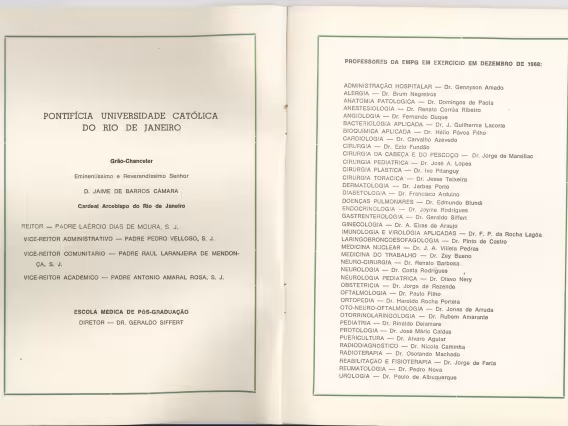 PONTIFÍCIA UNIVERSIDADE CATÓLICA
DO RIO DE JANEIRO
Grão-Chanceler
Eminentíssimo e Reverendíssimo Senhor
D. JAIME DE BARROS CÂMARA
Cardeal Arcebispo do Rio de Janeiro
REITOR — PADRE LAÉRCIO DIAS DE MOURA, S. J.
VICE-REITOR ADMINISTRATIVO — PADRE PEDRO VELLOSO, S. J.
VICE-REITOR COMUNITÁRIO — PADRE RAUL LARANJEIRA DE MENDON-
ÇA, S. J.
VICE-REITOR ACADÊMICO — PADRE ANTONIO AMARAL ROSA, S. J.
ESCOLA MÉDICA DE PÓS-GRADUAÇÃO
DIRETOR — DR. GERALDO SIFFERT
PROFESSORES DA EMPG EM EXERCÍCIO EM DEZEMBRO DE 1968:
ADMINISTRAÇÃO HOSPITALAR — Dr. Gennyson Amado
ALERGIA — Dr. Brum Negreiros
ANATOMIA PATOLÓGICA — Dr. Domingos de Paola
ANESTESIOLOGIA — Dr. Renato Corrêa Ribeiro
ANGIOLOGIA — Dr. Fernando Duque
BACTERIOLOGIA APLICADA — Dr. J. Guilherme Lacorte
BIOQUÍMICA APLICADA — Dr. Hélio Póvoa Filho
CARDIOLOGIA — Dr. Carvalho Azevedo
CIRURGIA — Dr. Ezio Fundão
CIRURGIA DA CABEÇA E DO PESCOÇO — Dr. Jorge de Marsillac
CIRURGIA PEDIÁTRICA — Dr. José A. Lopes
CIRURGIA PLÁSTICA — Dr. Ivo Pitanguy
CIRURGIA TORÁCICA — Dr. Jesse Teixeira
DERMATOLOGIA — Dr. Jarbas Porto
DIABETOLOGIA — Dr. Francisco Arduino
DOENÇAS PULMONARES — Dr. Edmundo Blundi
ENDOCRINOLOGIA — Dr. Jayme Rodrigues
GASTRENTEROLOGIA — Dr. Geraldo Siffert
GINECOLOGIA — Dr. A. Eiras de Araujo
IMUNOLOGIA E VIROLOGIA APLICADAS — Dr. F. P. da Rocha Lagôa
LARINGOBRONCOESOFAGOLOGIA — Dr. Pinto de Castro
MEDICINA NUCLEAR — Dr. J. A. Villela Pedras
MEDICINA DO TRABALHO — Dr. Zey Bueno
NEURO-CIRURGIA — Dr. Renato Barbosa
NEUROLOGIA — Dr. Costa Rodrigues
NEUROLOGIA PEDIÁTRICA — Dr. Olavo Nery
OBSTETRÍCIA — Dr. Jorge de Rezende
OFTALMOLOGIA — Dr. Paulo Filho
ORTOPEDIA — Dr. Haroldo Rocha Portela
OTO-NEURO-OFTALMOLOGIA — Dr. Jonas de Arruda
OTORRINOLARINGOLOGIA — Dr. Rubem Amarante
PEDIATRIA — Dr. Rinaldo Delamare
PROTOLOGIA — Dr. José Mário Caldas
PUERICULTURA — Dr. Alvaro Aguiar
RADIODIAGNÓSTICO — Dr. Nicola Caminha
RADIOTERAPIA — Dr. Osolando Machado
REABILITAÇÃO E FISIOTERAPIA — Dr. Jorge de Faria
REUMATOLOGIA — Dr. Pedro Nava
UROLOGIA — Dr. Paulo de Albuquerque